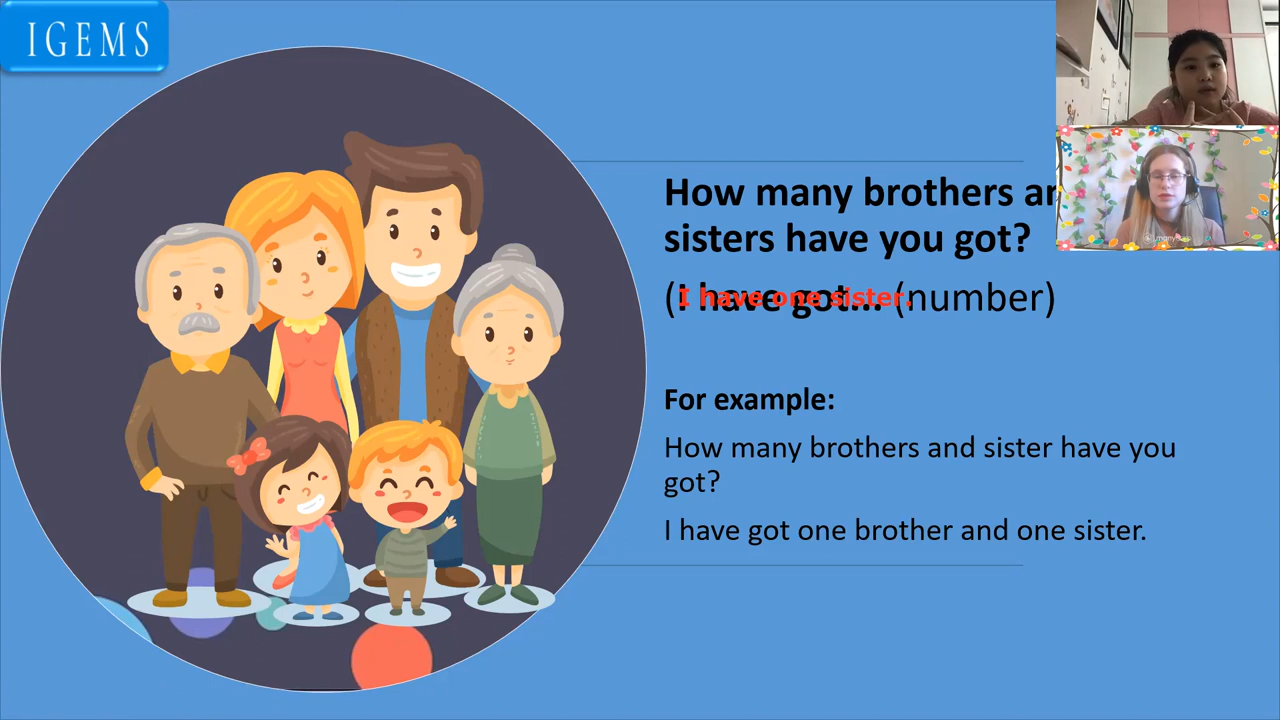 IGEMS
How many brothers an
sisters have you got?
(I have got... (number)
I have one sister.
For example:
How many brothers and sister have you
got?
I have got one brother and one sister.